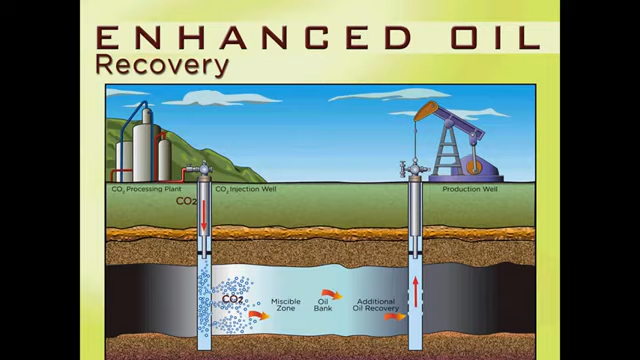 ENHANCED OIL
Recovery
CO2 Processing Plant
CO2 Injection Well
Production Well
CO2
CO2
Miscible
Zone
Oil
Bank
Additional
Oil Recovery